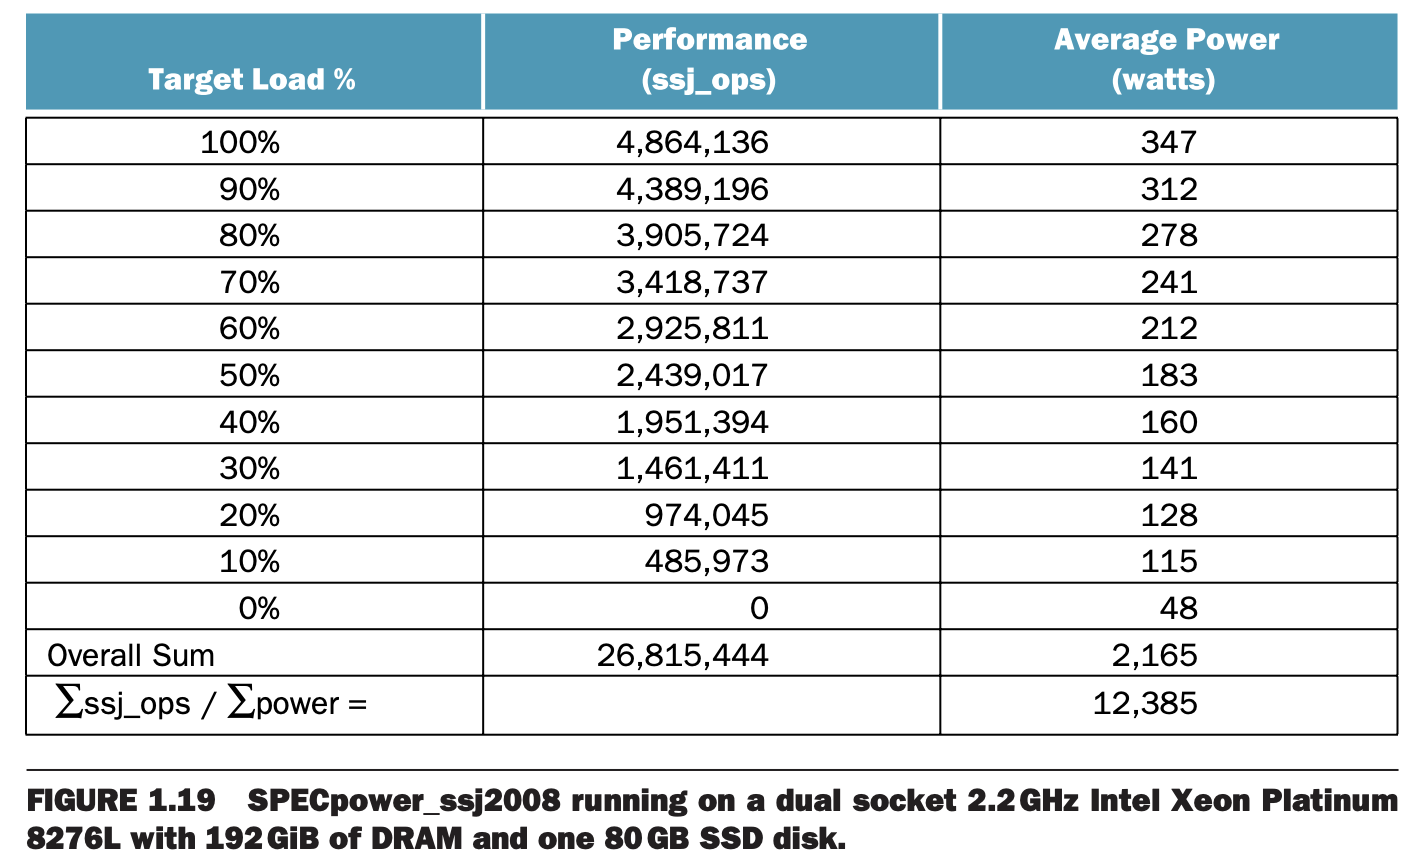 Target Load % Performance (ssj_ops) Average Power (watts)
100% 4,864,136 347
90% 4,389,196 312
80% 3,905,724 278
70% 3,418,737 241
60% 2,925,811 212
50% 2,439,017 183
40% 1,951,394 160
30% 1,461,411 141
20% 974,045 128
10% 485,973 115
0% 0 48
Overall Sum 26,815,444 2,165
∑ssj_ops / ∑power = 12,385
FIGURE 1.19 SPECpower_ssj2008 running on a dual socket 2.2 GHz Intel Xeon Platinum
8276L with 192 GiB of DRAM and one 80 GB SSD disk.